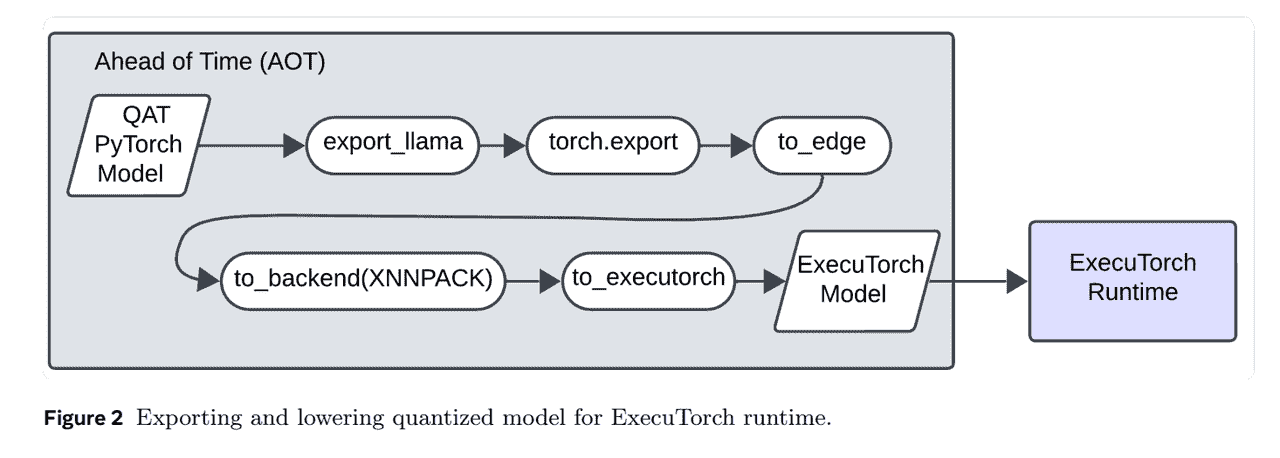 Ahead of Time (AOT)
QAT
PyTorch
Model
export_llama
torch.export
to_edge
to_backend(XNNPACK)
to_executorch
ExecuTorch
Model
ExecuTorch
Runtime
Figure 2 Exporting and lowering quantized model for ExecuTorch runtime.